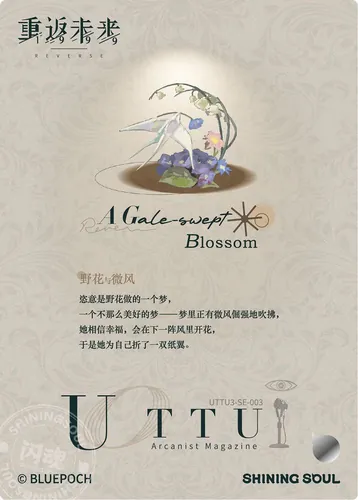 重返未来
REVERSE
A Gale-swept
Reverie
Blossom
野花与微风
恣意是野花做的一个梦，
一个不那么美好的梦——梦里正有微风倔强地吹拂，
她相信幸福，会在下一阵风里开花，
于是她为自己折了一双纸翼。
UTTU3-SE-003
UTTU
Arcanist Magazine
SHININGSOUL
闪魂
© BLUEPOCH
SHINING SOUL